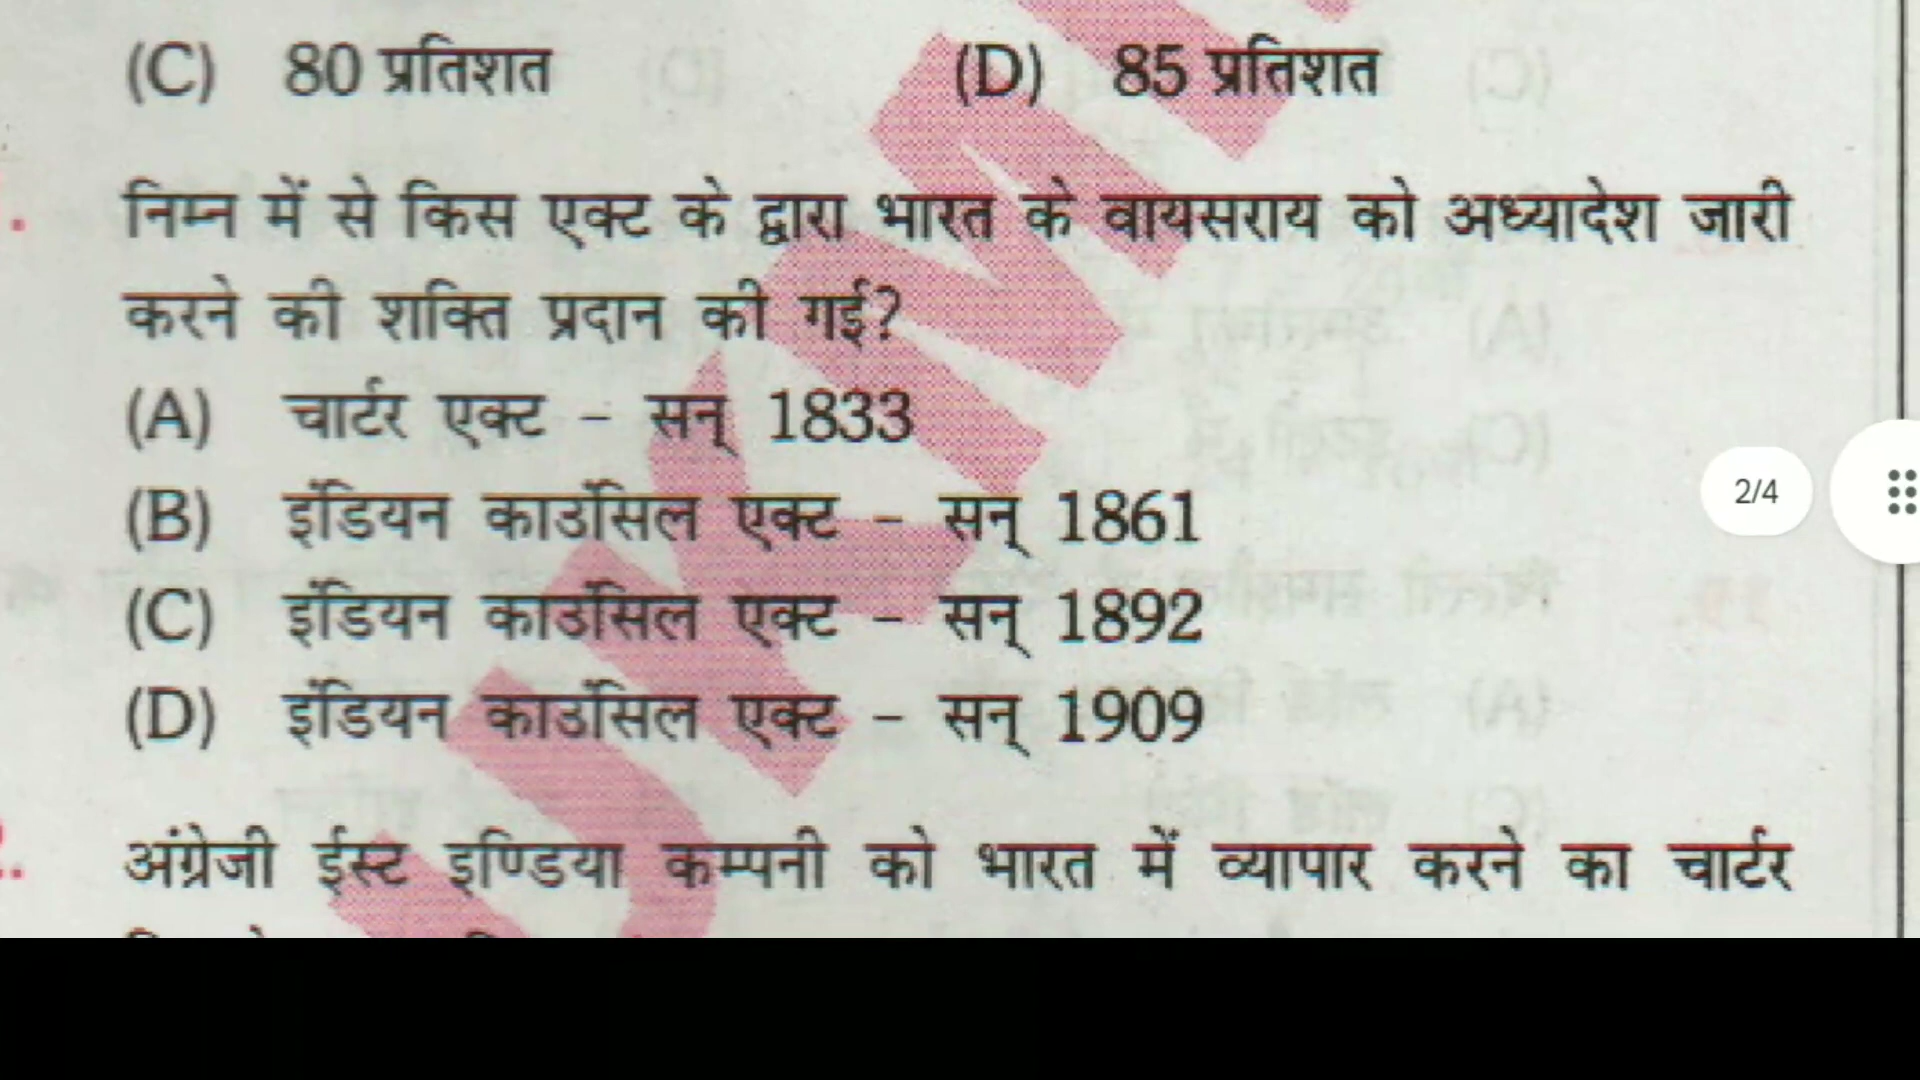 (C) 80 प्रतिशत (D) 85 प्रतिशत
निम्न में से किस एक्ट के द्वारा भारत के वायसराय को अध्यादेश जारी
करने की शक्ति प्रदान की गई?
(A) चार्टर एक्ट - सन् 1833
(B) इंडियन काउंसिल एक्ट - सन् 1861
2/4
(C) इंडियन काउंसिल एक्ट - सन् 1892
(D) इंडियन काउंसिल एक्ट - सन् 1909
2. अंग्रेजी ईस्ट इण्डिया कम्पनी को भारत में व्यापार करने का चार्टर